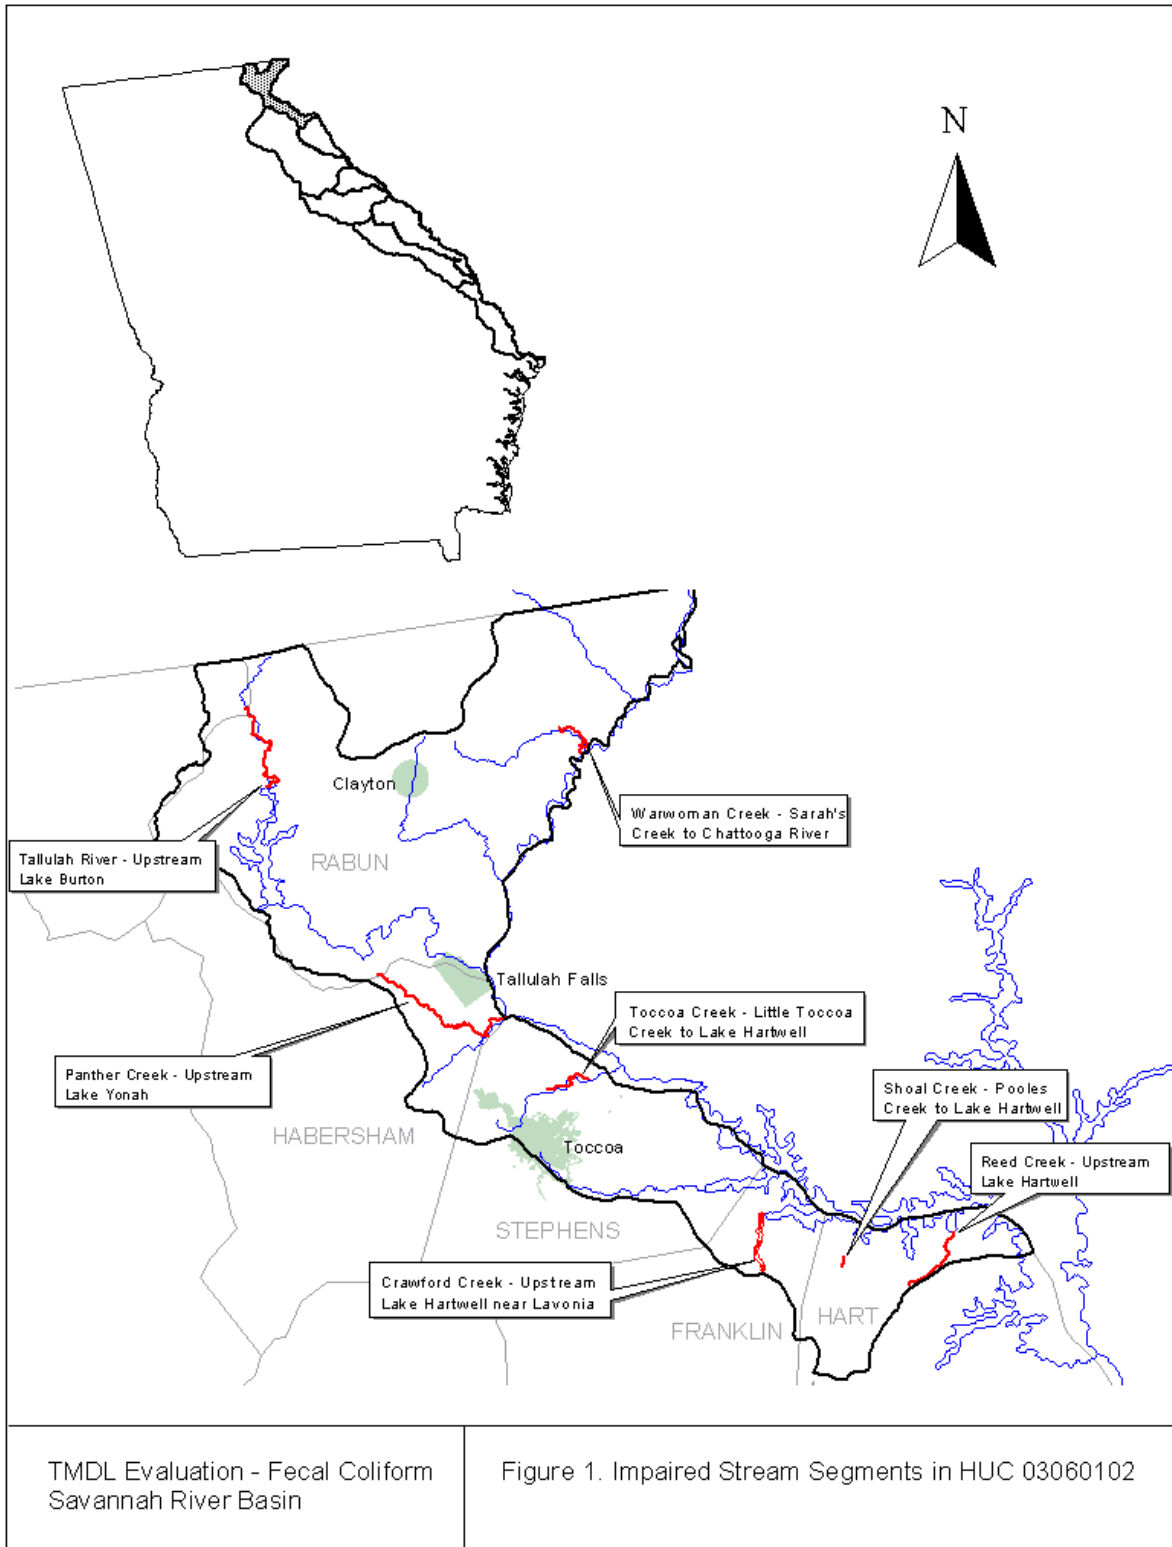 N
Clayton
Warwoman Creek - Sarah's
Creek to Chattooga River
Tallulah River - Upstream
Lake Burton
RABUN
Tallulah Falls
Toccoa Creek - Little Toccoa
Creek to Lake Hartwell
Panther Creek - Upstream
Lake Yonah
Shoal Creek - Pooles
Creek to Lake Hartwell
HABERSHAM
Toccoa
Reed Creek - Upstream
Lake Hartwell
STEPHENS
Crawford Creek - Upstream
Lake Hartwell near Lavonia
HART
FRANKLIN
TMDL Evaluation - Fecal Coliform
Savannah River Basin
Figure 1. Impaired Stream Segments in HUC 03060102